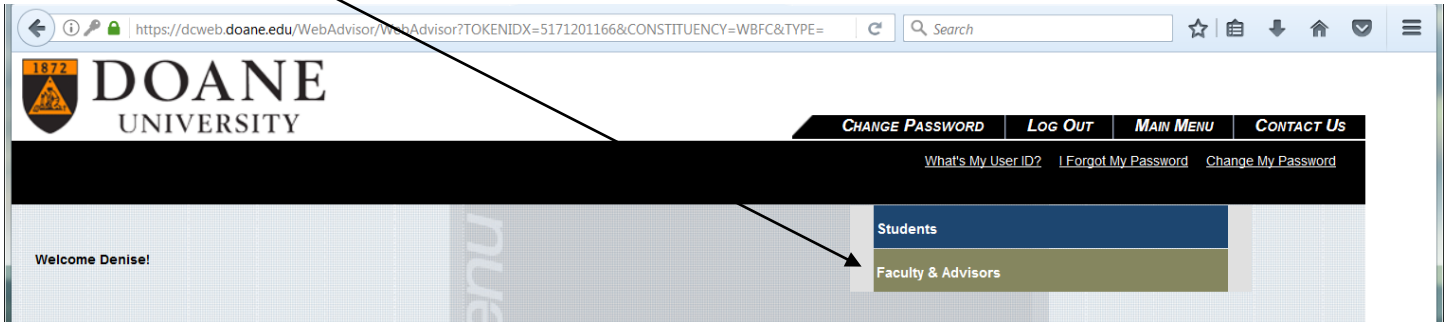 https://dcweb.doane.edu/WebAdvisor/WebAdvisor?TOKENIDX=5171201166&CONSTITUENCY=WBFC&TYPE=
Search
1872
DOANE
UNIVERSITY
CHANGE PASSWORD LOG OUT MAIN MENU CONTACT US
What's My User ID? I Forgot My Password Change My Password
Students
Welcome Denise!
Faculty & Advisors
enu